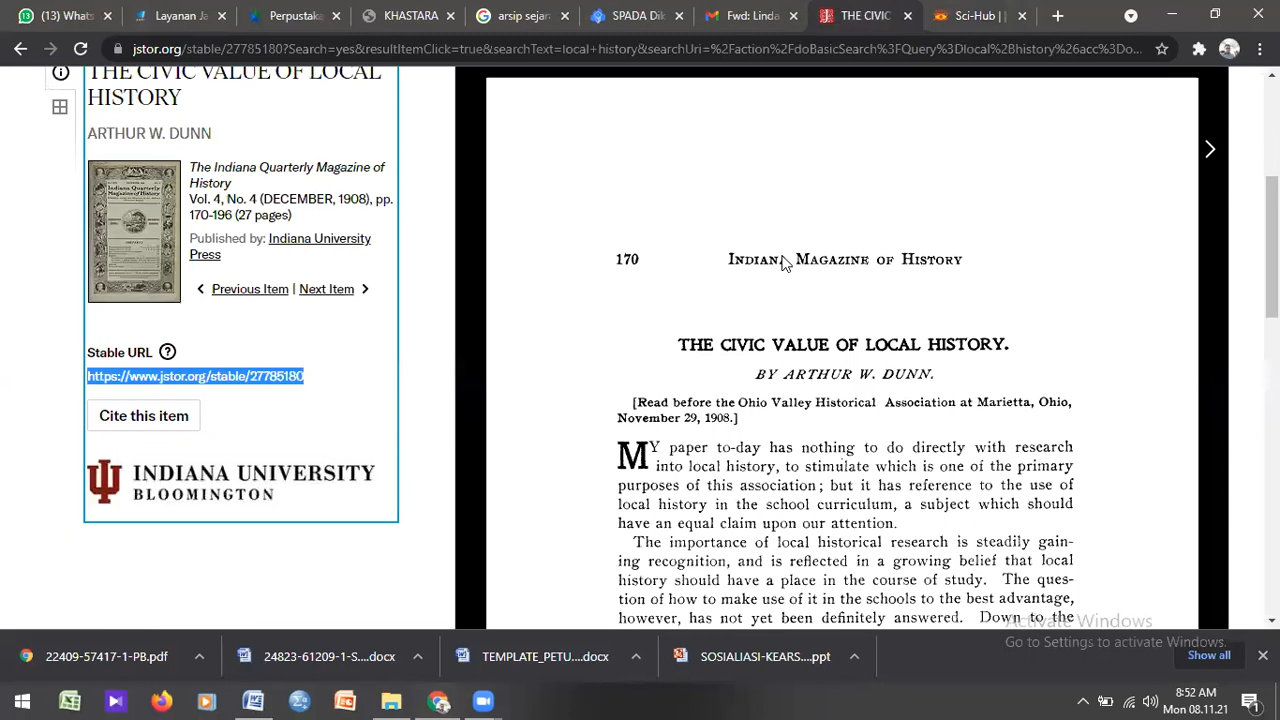 (13) Whats
Layanan Ja
Perpustaka
KHASTARA
arsip sejara
SPADA Dik
Fwd: Linda
THE CIVIC
Sci-Hub |
jstor.org/stable/27785180?Search=yes&resultItemClick=true&searchText=local+history&searchUri=%2Faction%2FdoBasicSearch%3FQuery%3Dlocal%2Bhistory%26acc%3Do...
THE CIVIC VALUE OF LOCAL
HISTORY
ARTHUR W. DUNN
The Indiana Quarterly Magazine of
History
Vol. 4, No. 4 (DECEMBER, 1908), pp.
170-196 (27 pages)
Published by: Indiana University
Press
Previous Item | Next Item
Stable URL
https://www.jstor.org/stable/27785180
Cite this item
INDIANA UNIVERSITY
BLOOMINGTON
Indiana Quarterly
Magazine of History
170 INDIANA MAGAZINE OF HISTORY
THE CIVIC VALUE OF LOCAL HISTORY.
BY ARTHUR W. DUNN.
[Read before the Ohio Valley Historical Association at Marietta, Ohio,
November 29, 1908.]
MY paper to-day has nothing to do directly with research
into local history, to stimulate which is one of the primary
purposes of this association; but it has reference to the use of
local history in the school curriculum, a subject which should
have an equal claim upon our attention.
The importance of local historical research is steadily gain-
ing recognition, and is reflected in a growing belief that local
history should have a place in the course of study. The ques-
tion of how to make use of it in the schools to the best advantage,
however, has not yet been definitely answered. Down to the
Activate Windows
Go to Settings to activate Windows.
22409-57417-1-PB.pdf
24823-61209-1-S....docx
TEMPLATE_PETU....docx
SOSIALIASI-KEARS....ppt
Show all
8:52 AM
Mon 08.11.21